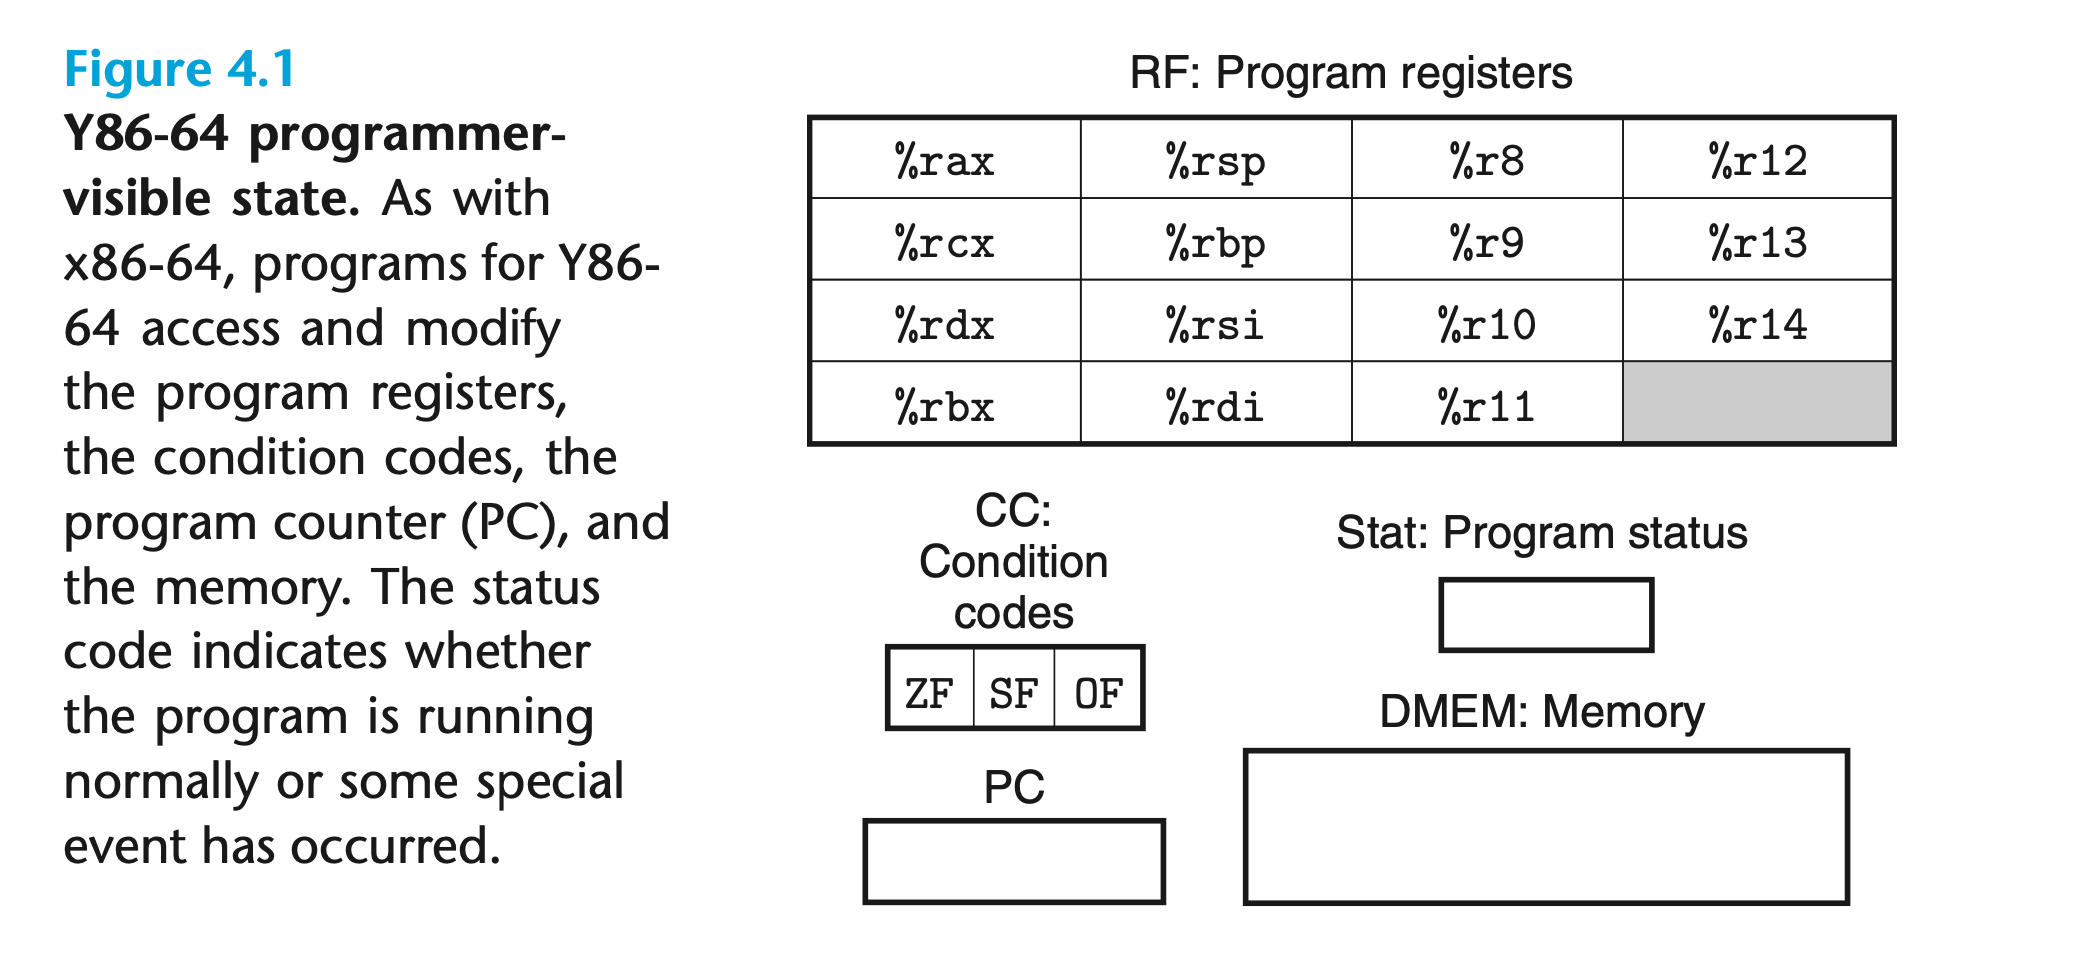 Figure 4.1
Y86-64 programmer-
visible state. As with
x86-64, programs for Y86-
64 access and modify
the program registers,
the condition codes, the
program counter (PC), and
the memory. The status
code indicates whether
the program is running
normally or some special
event has occurred.
RF: Program registers
%rax %rsp %r8 %r12
%rcx %rbp %r9 %r13
%rdx %rsi %r10 %r14
%rbx %rdi %r11
CC:
Condition
codes
ZF SF OF
PC
Stat: Program status
DMEM: Memory